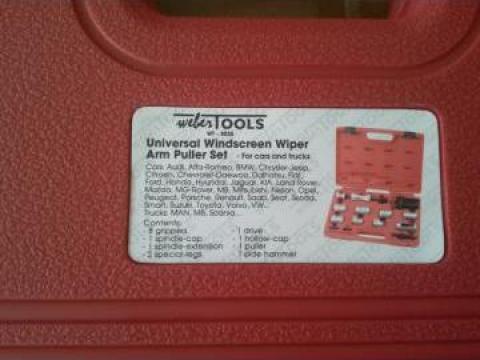 weber TOOLS
Universal Windscreen Wiper
Arm Puller Set - For cars and trucks
Cars: Audi, Alfa-Romeo, BMW, Chrysler-Jeep,
Citroen, Chevrolet-Daewoo, Daihatsu, Fiat,
Ford, Honda, Hyundai, Jaguar, KIA, Land Rover,
Mazda, MG-Rover, MB, Mitsubishi, Nissan, Opel,
Peugeot, Porsche, Renault, Saab, Seat, Skoda,
Smart, Suzuki, Toyota, Volvo, VW...
Trucks: MAN, MB, Scania...
Contents:
- 8 grippers - 1 drive
- 1 spindle-cap - 1 hollow-cap
- 1 spindle-extension - 1 puller
- 2 special-legs - 1 slide hammer